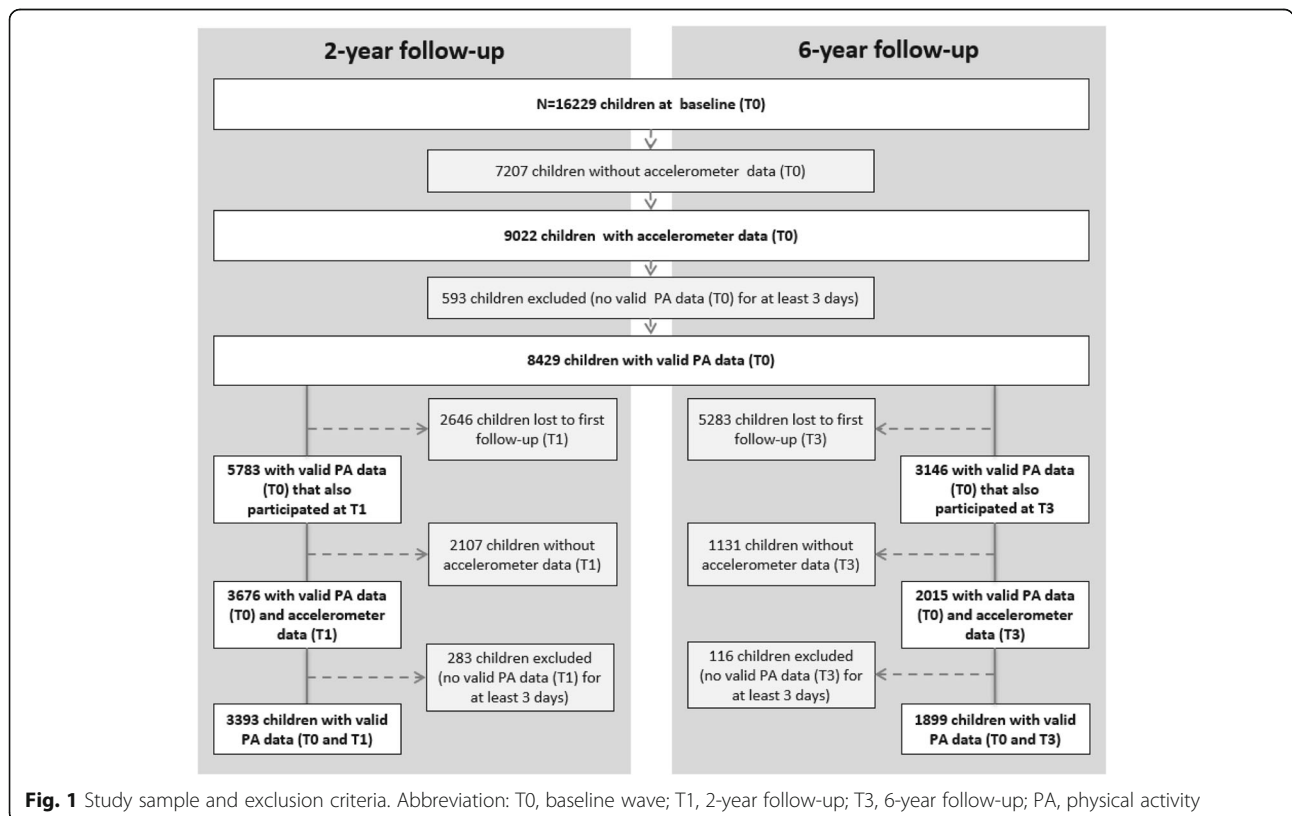 2-year follow-up
6-year follow-up
N=16229 children at baseline (T0)
7207 children without accelerometer data (T0)
9022 children with accelerometer data (T0)
593 children excluded (no valid PA data (T0) for at least 3 days)
8429 children with valid PA data (T0)
2646 children lost to first
follow-up (T1)
5783 with valid PA data
(T0) that also
participated at T1
2107 children without
accelerometer data (T1)
3676 with valid PA data
(T0) and accelerometer
data (T1)
283 children excluded
(no valid PA data (T1) for
at least 3 days)
3393 children with valid
PA data (T0 and T1)
5283 children lost to first
follow-up (T3)
3146 with valid PA data
(T0) that also
participated at T3
1131 children without
accelerometer data (T3)
2015 with valid PA data
(T0) and accelerometer
data (T3)
116 children excluded
(no valid PA data (T3) for
at least 3 days)
1899 children with valid
PA data (T0 and T3)
Fig. 1 Study sample and exclusion criteria. Abbreviation: T0, baseline wave; T1, 2-year follow-up; T3, 6-year follow-up; PA, physical activity